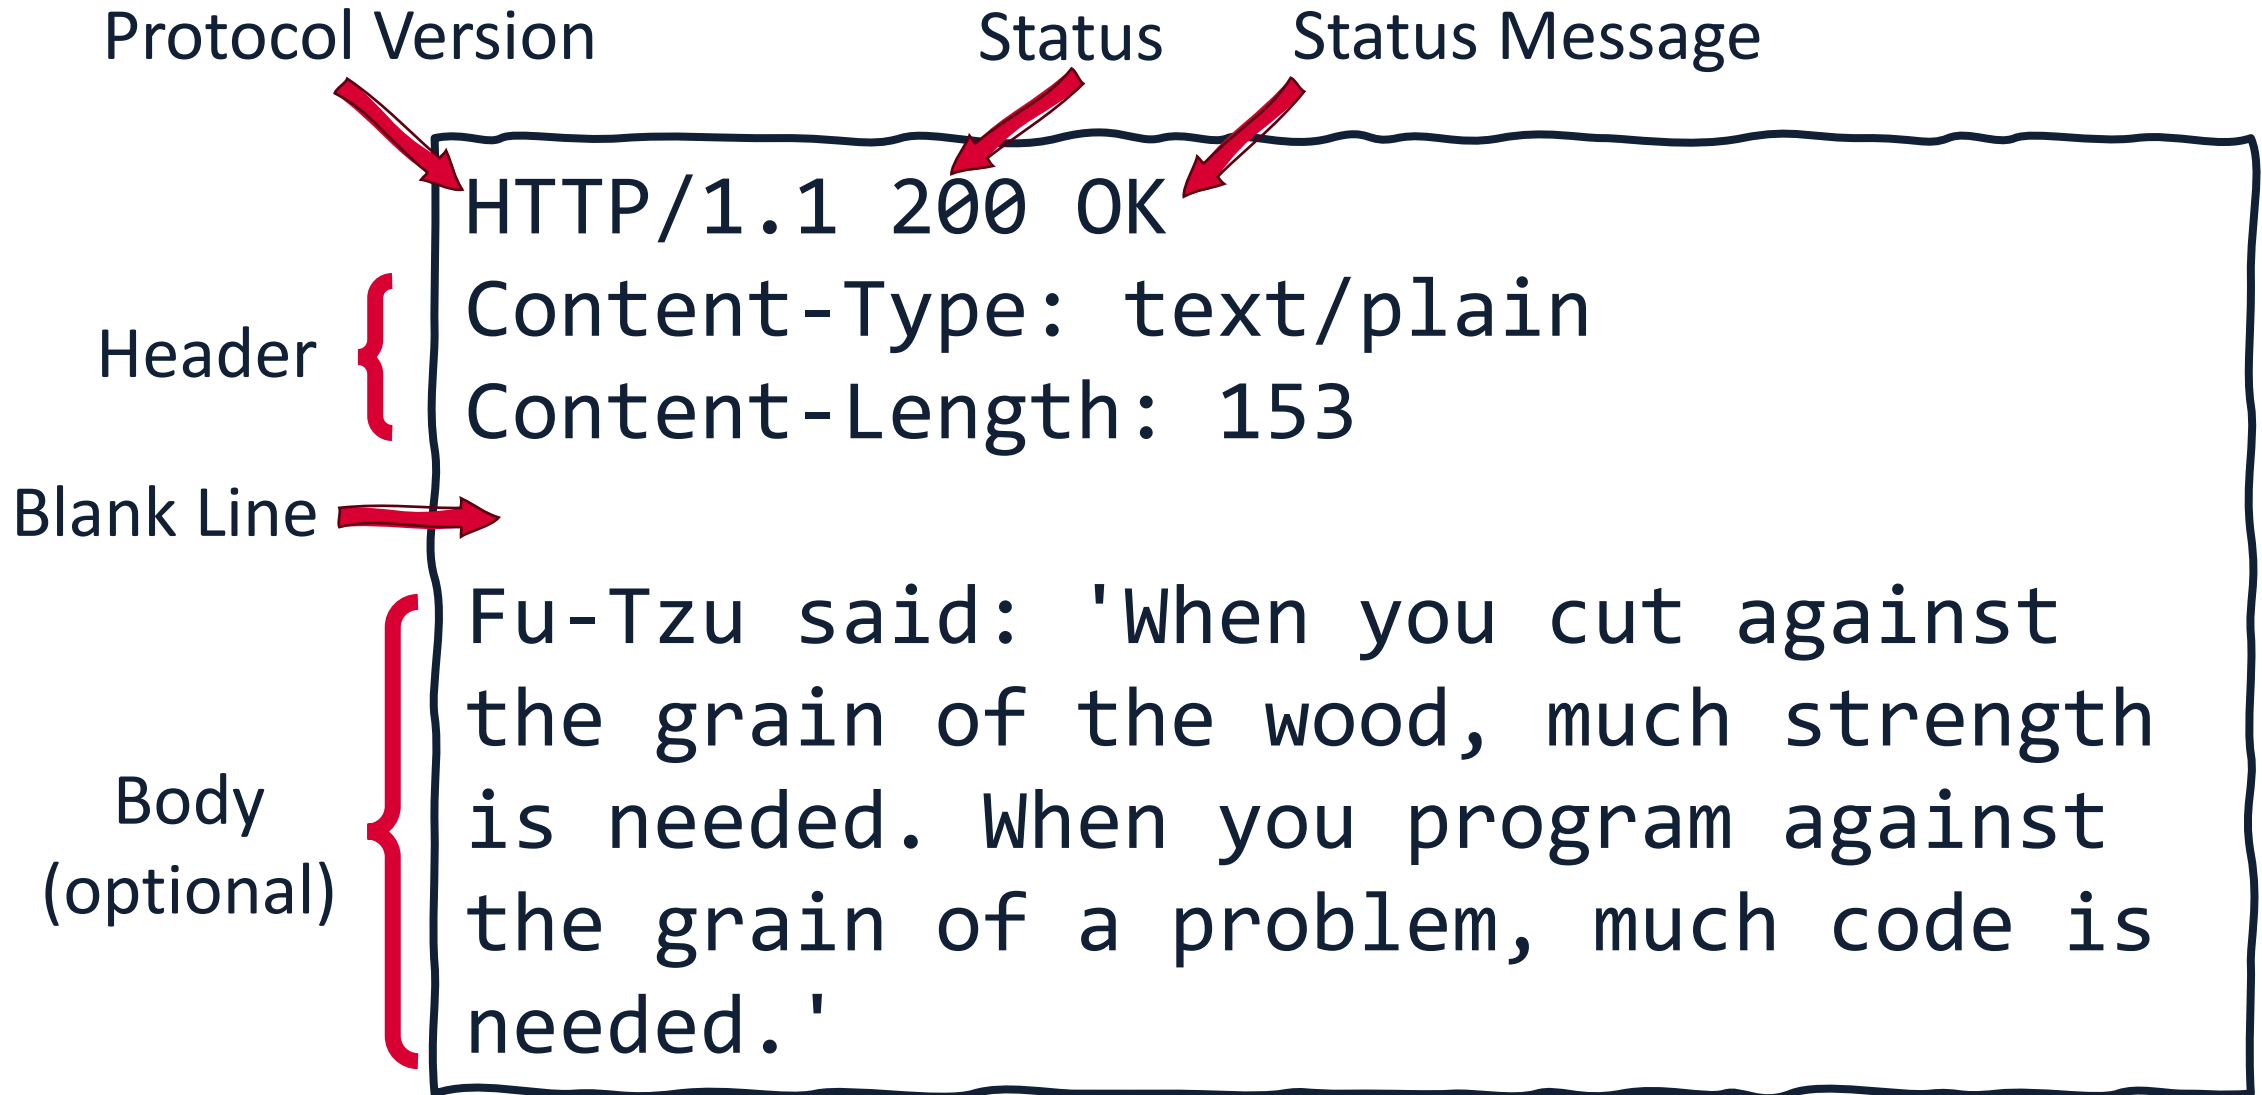 Protocol Version
Status
Status Message
HTTP/1.1 200 OK
Header
Content-Type: text/plain
Content-Length: 153
Blank Line
Body
(optional)
Fu-Tzu said: 'When you cut against
the grain of the wood, much strength
is needed. When you program against
the grain of a problem, much code is
needed.'